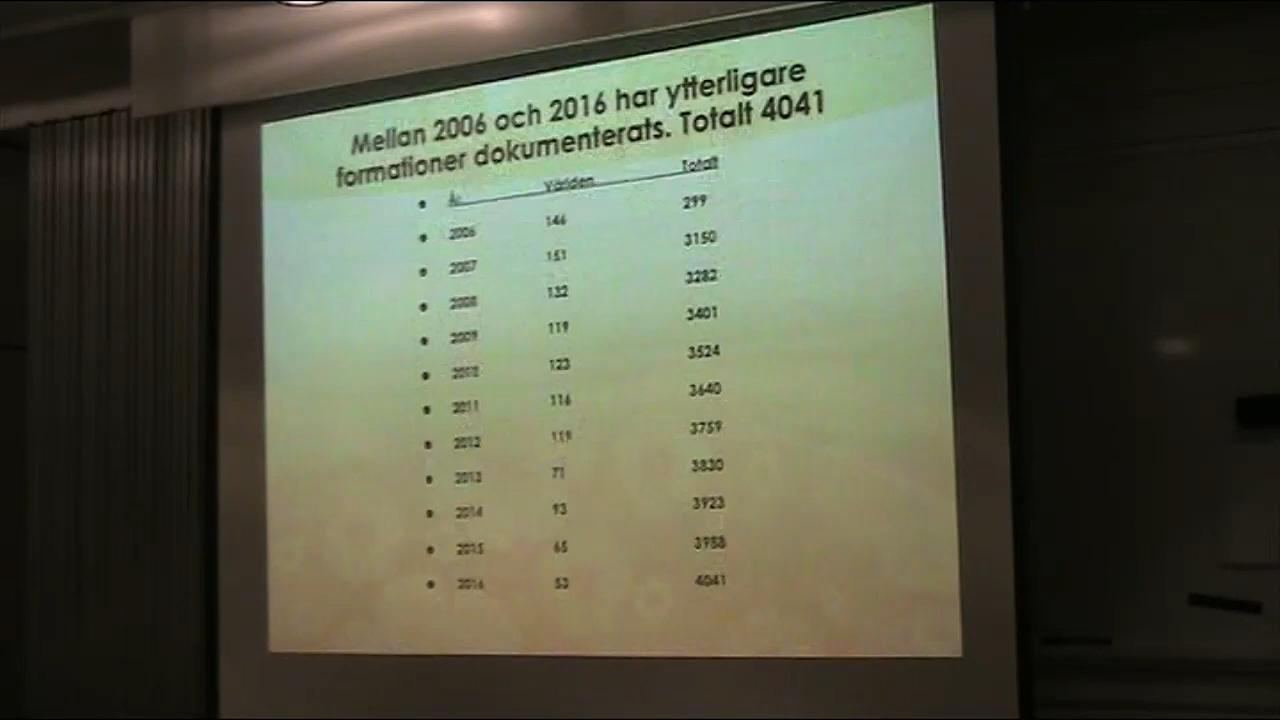 Mellan 2006 och 2016 har ytterligare
formationer dokumenterats. Totalt 4041
• År Världen Totalt
• 2006 146 299
• 2007 151 3150
• 2008 132 3282
• 2009 119 3401
• 2010 123 3524
• 2011 116 3640
• 2012 119 3759
• 2013 71 3830
• 2014 93 3923
• 2015 65 3988
• 2016 53 4041